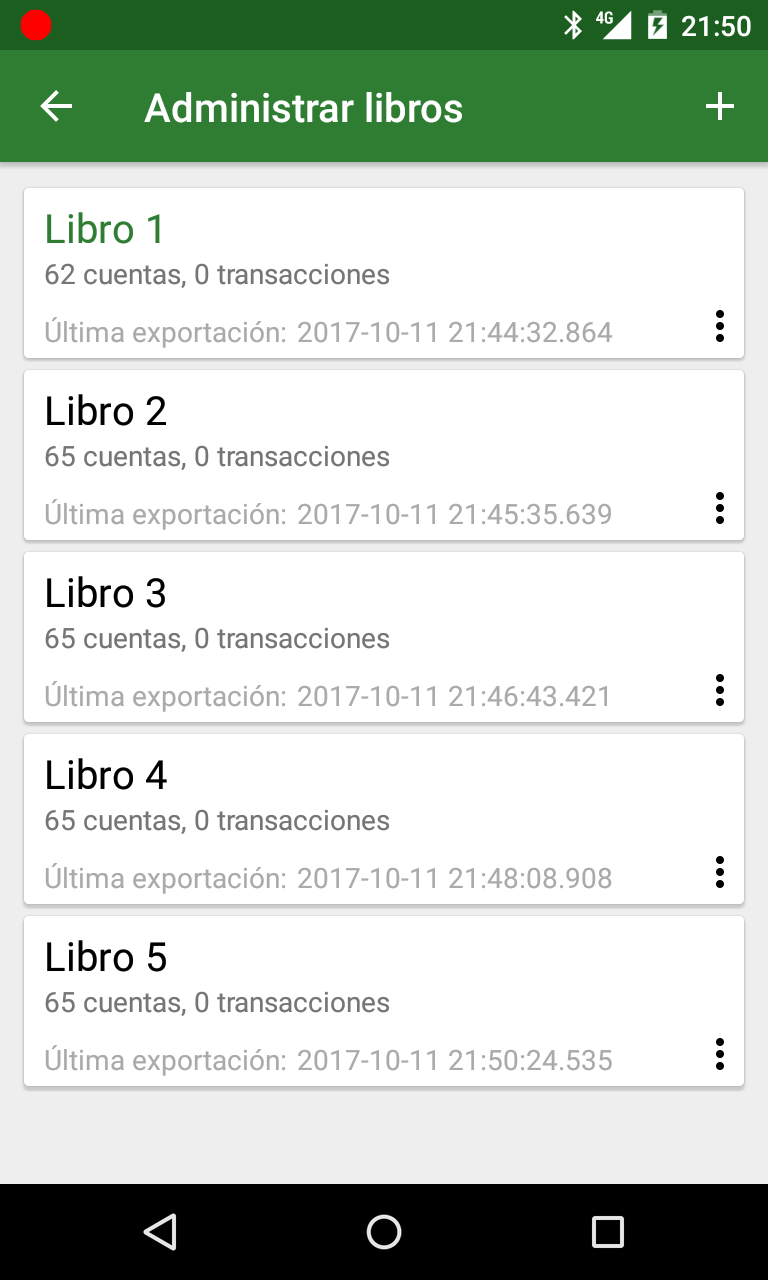 4G 21:50
Administrar libros
Libro 1
62 cuentas, 0 transacciones
Última exportación: 2017-10-11 21:44:32.864
Libro 2
65 cuentas, 0 transacciones
Última exportación: 2017-10-11 21:45:35.639
Libro 3
65 cuentas, 0 transacciones
Última exportación: 2017-10-11 21:46:43.421
Libro 4
65 cuentas, 0 transacciones
Última exportación: 2017-10-11 21:48:08.908
Libro 5
65 cuentas, 0 transacciones
Última exportación: 2017-10-11 21:50:24.535